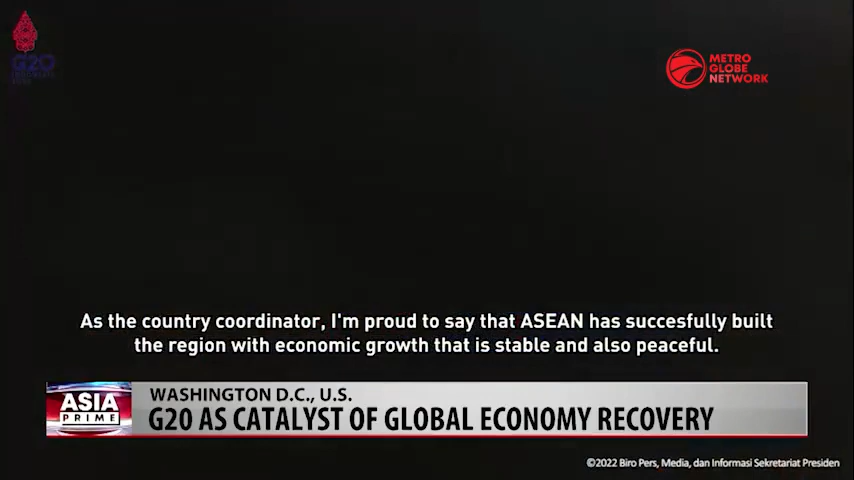 G20
METRO
GLOBE
NETWORK
As the country coordinator, I'm proud to say that ASEAN has succesfully built
the region with economic growth that is stable and also peaceful.
ASIA
PRIME
WASHINGTON D.C., U.S.
G20 AS CATALYST OF GLOBAL ECONOMY RECOVERY
©2022 Biro Pers, Media, dan Informasi Sekretariat Presiden